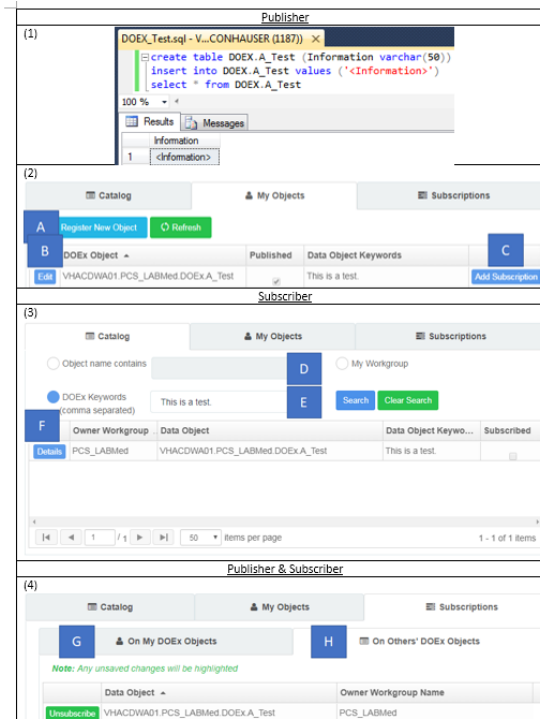 Publisher
(1)
DOEX_Test.sql - V...CONHAUSER (1187)) ×
create table DOEX.A_Test (Information varchar(50))
insert into DOEX.A_Test values ('<Information>')
select * from DOEX.A_Test
100 %
Results Messages
Information
1 <Information>
(2)
Catalog My Objects Subscriptions
A Register New Object Refresh
B DOEx Object Published Data Object Keywords C
Edit VHACDWA01.PCS_LABMed.DOEx.A_Test This is a test. Add Subscription
Subscriber
(3)
Catalog My Objects Subscriptions
Object name contains D My Workgroup
DOEx Keywords
(comma separated) This is a test. E Search Clear Search
F Owner Workgroup Data Object Data Object Keywo... Subscribed
Details PCS_LABMed VHACDWA01.PCS_LABMed.DOEx.A_Test This is a test.
1 / 1 50 items per page 1 - 1 of 1 items
Publisher & Subscriber
(4)
Catalog My Objects Subscriptions
G On My DOEx Objects H On Others' DOEx Objects
Note: Any unsaved changes will be highlighted
Data Object Owner Workgroup Name
Unsubscribe VHACDWA01.PCS_LABMed.DOEx.A_Test PCS_LABMed